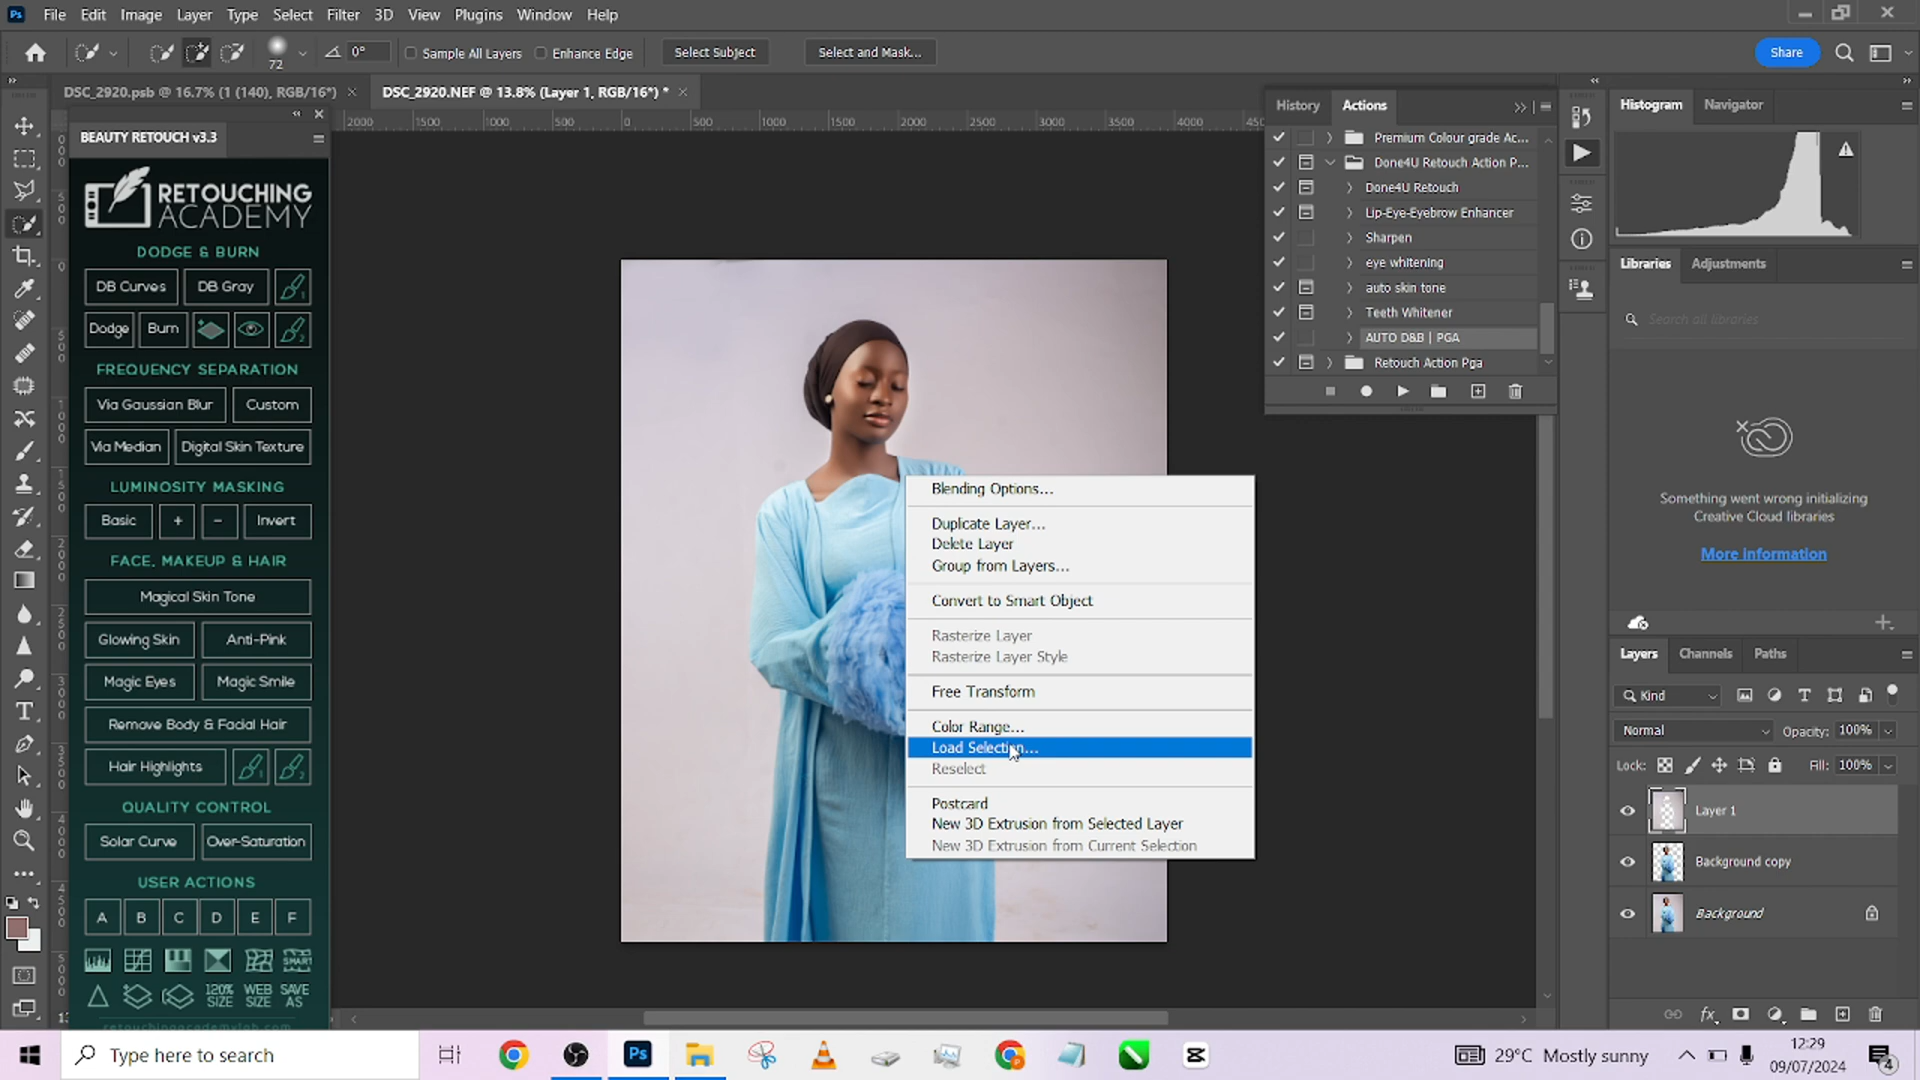 Ps File Edit Image Layer Type Select Filter 3D View Plugins Window Help
72 0° Sample All Layers Enhance Edge Select Subject Select and Mask... Share
DSC_2920.psb @ 16.7% (1 (140), RGB/16*) DSC_2920.NEF @ 13.8% (Layer 1, RGB/16*) *
2000 1500 1000 500 0 500 1000 1500 2000 2500 3000 3500 4000
BEAUTY RETOUCH v3.3
RETOUCHING
ACADEMY
DODGE & BURN
DB Curves DB Gray
Dodge Burn
FREQUENCY SEPARATION
Via Gaussian Blur Custom
Via Median Digital Skin Texture
LUMINOSITY MASKING
Basic + - Invert
FACE, MAKEUP & HAIR
Magical Skin Tone
Glowing Skin Anti-Pink
Magic Eyes Magic Smile
Remove Body & Facial Hair
Hair Highlights
QUALITY CONTROL
Solar Curve Over-Saturation
USER ACTIONS
A B C D E F
SMART
120% SIZE WEB SIZE SAVE AS
retouchingacademylab.com
Blending Options...
Duplicate Layer...
Delete Layer
Group from Layers...
Convert to Smart Object
Rasterize Layer
Rasterize Layer Style
Free Transform
Color Range...
Load Selection...
Reselect
Postcard
New 3D Extrusion from Selected Layer
New 3D Extrusion from Current Selection
History Actions
Premium Colour grade Ac...
Done4U Retouch Action P...
Done4U Retouch
Lip-Eye-Eyebrow Enhancer
Sharpen
eye whitening
auto skin tone
Teeth Whitener
AUTO D&B | PGA
Retouch Action Pga
Histogram Navigator
Libraries Adjustments
Search all libraries
Something went wrong initializing
Creative Cloud libraries
More information
Layers Channels Paths
Kind
Normal Opacity: 100%
Lock: Fill: 100%
Layer 1
Background copy
Background
fx
Type here to search
29°C Mostly sunny
12:29
09/07/2024
4